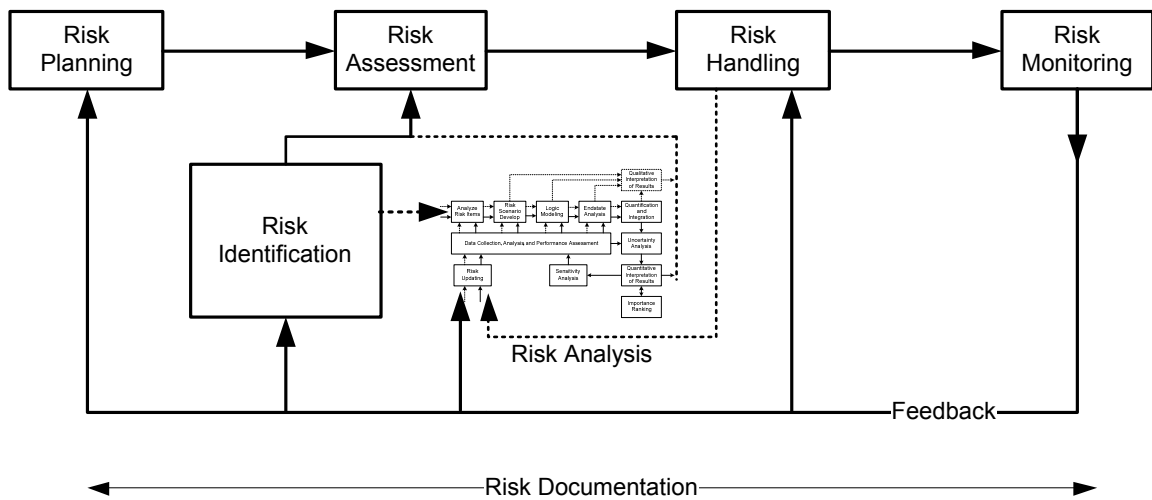 Risk
Planning
Risk
Assessment
Risk
Handling
Risk
Monitoring
Risk
Identification
Qualitative
Interpretation
of Results
Analyze
Risk Items
Risk
Scenario
Develop
Logic
Modeling
Endstate
Analysis
Quantification
and
Integration
Data Collection, Analysis, and Performance Assessment
Uncertainty
Analysis
Risk
Updating
Sensitivity
Analysis
Quantitative
Interpretation
of Results
Importance
Ranking
Risk Analysis
Feedback
Risk Documentation